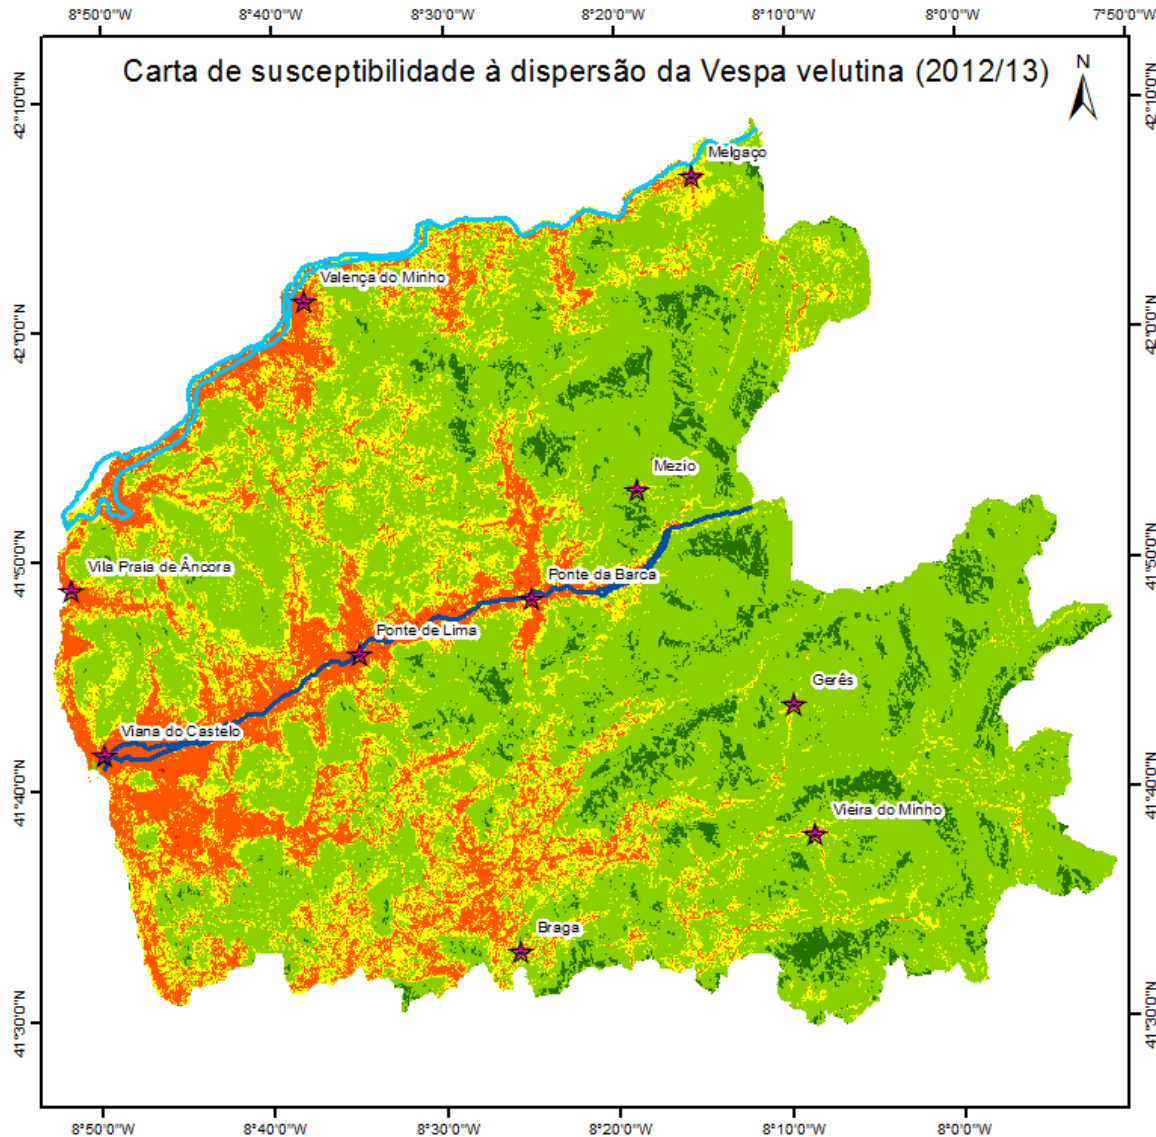 8°50'0"W 8°40'0"W 8°30'0"W 8°20'0"W 8°10'0"W 8°0'0"W 7°50'0"W
Carta de susceptibilidade à dispersão da Vespa velutina (2012/13)
N
42°10'0"N
42°10'0"N
Melgaço
Valença do Minho
42°0'0"N
42°0'0"N
Mezio
41°50'0"N
41°50'0"N
Vila Praia de Âncora
Ponte da Barca
Ponte de Lima
Gerês
Viana do Castelo
41°40'0"N
41°40'0"N
Vieira do Minho
Braga
41°30'0"N
41°30'0"N
8°50'0"W 8°40'0"W 8°30'0"W 8°20'0"W 8°10'0"W 8°0'0"W